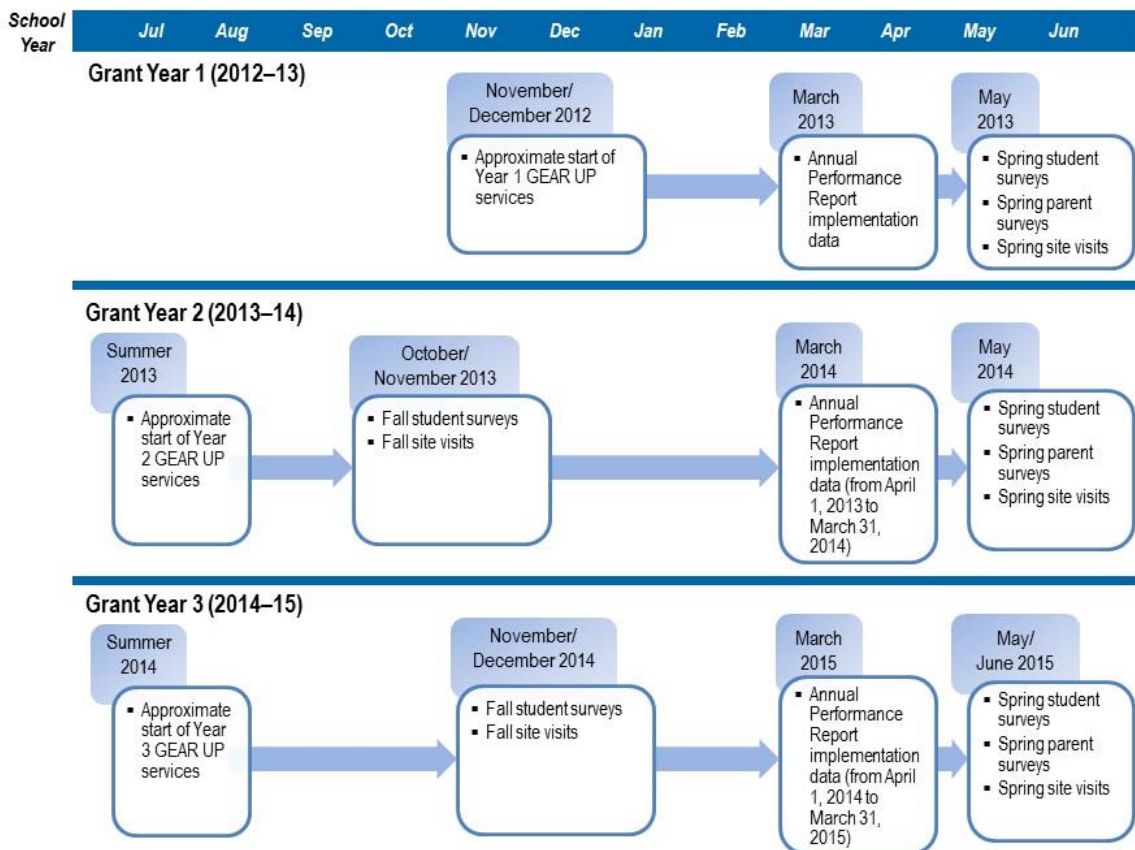 School
Year
Jul Aug Sep Oct Nov Dec Jan Feb Mar Apr May Jun
Grant Year 1 (2012–13)
November/
December 2012
▪ Approximate start of
Year 1 GEAR UP
services
March
2013
▪ Annual
Performance
Report
implementation
data
May
2013
▪ Spring student
surveys
▪ Spring parent
surveys
▪ Spring site visits
Grant Year 2 (2013–14)
Summer
2013
▪ Approximate
start of Year
2 GEAR UP
services
October/
November 2013
▪ Fall student surveys
▪ Fall site visits
March
2014
▪ Annual
Performance
Report
implementation
data (from April
1, 2013 to
March 31,
2014)
May
2014
▪ Spring student
surveys
▪ Spring parent
surveys
▪ Spring site visits
Grant Year 3 (2014–15)
Summer
2014
▪ Approximate
start of Year
3 GEAR UP
services
November/
December 2014
▪ Fall student surveys
▪ Fall site visits
March
2015
▪ Annual
Performance
Report
implementation
data (from April
1, 2014 to
March 31,
2015)
May/
June 2015
▪ Spring student
surveys
▪ Spring parent
surveys
▪ Spring site visits